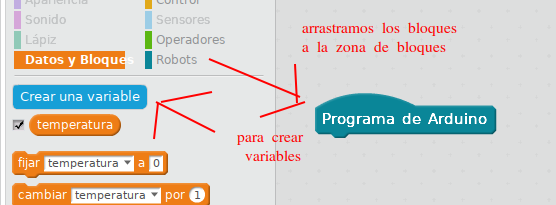 Apariencia
Control
Sonido
Sensores
Lápiz
Operadores
Datos y Bloques
Robots
Crear una variable
temperatura
fijar temperatura a 0
cambiar temperatura por 1
arrastramos los bloques
a la zona de bloques
Programa de Arduino
para crear
variables